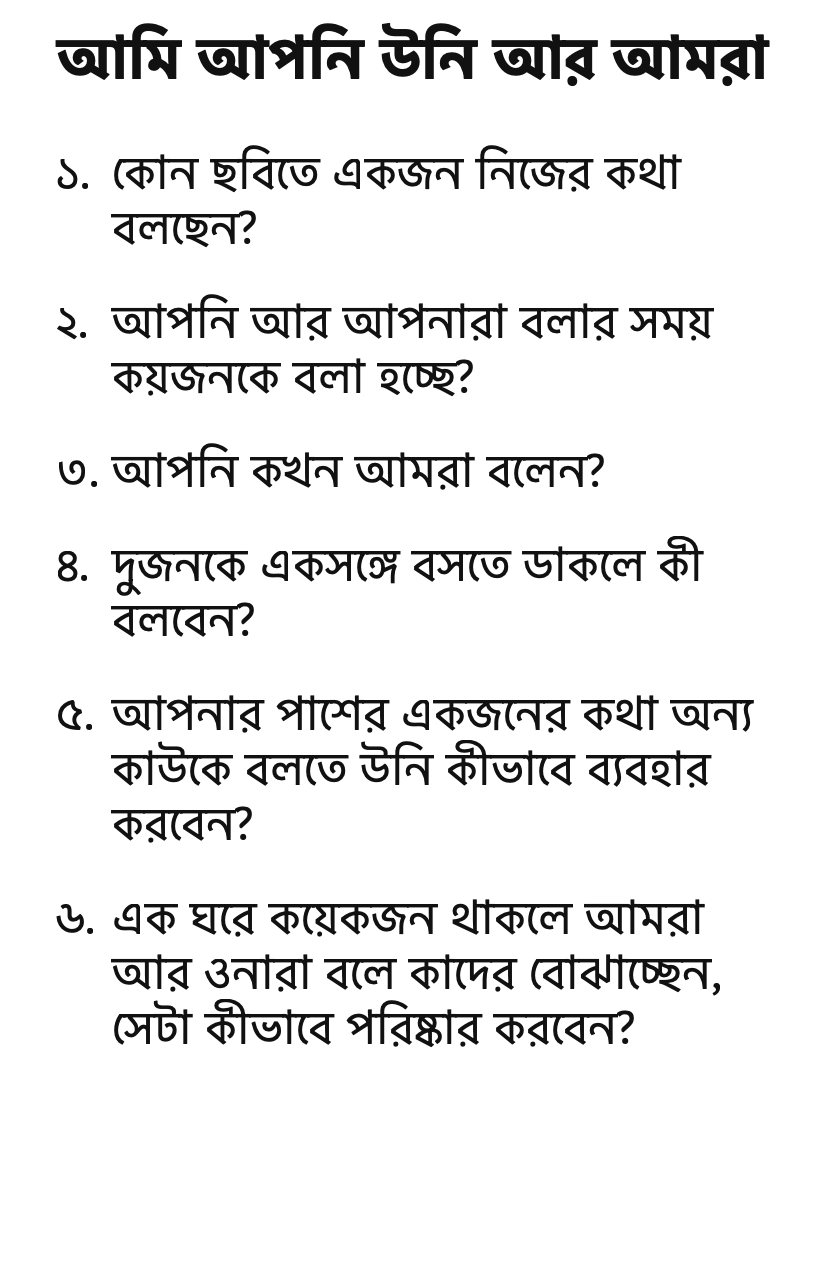 আমি আপনি উনি আর আমরা
১. কোন ছবিতে একজন নিজের কথা
বলছেন?
২. আপনি আর আপনারা বলার সময়
কয়জনকে বলা হচ্ছে?
৩. আপনি কখন আমরা বলেন?
৪. দুজনকে একসঙ্গে বসতে ডাকলে কী
বলবেন?
৫. আপনার পাশের একজনের কথা অন্য
কাউকে বলতে উনি কীভাবে ব্যবহার
করবেন?
৬. এক ঘরে কয়েকজন থাকলে আমরা
আর ওনারা বলে কাদের বোঝাচ্ছেন,
সেটা কীভাবে পরিষ্কার করবেন?